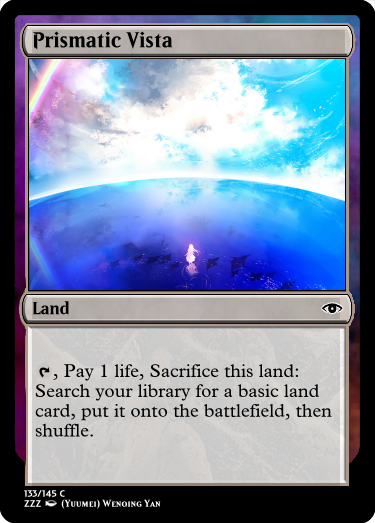 Prismatic Vista
Land
, Pay 1 life, Sacrifice this land:
Search your library for a basic land
card, put it onto the battlefield, then
shuffle.
133/145 C
ZZZ (Yuumei) Wenqing Yan